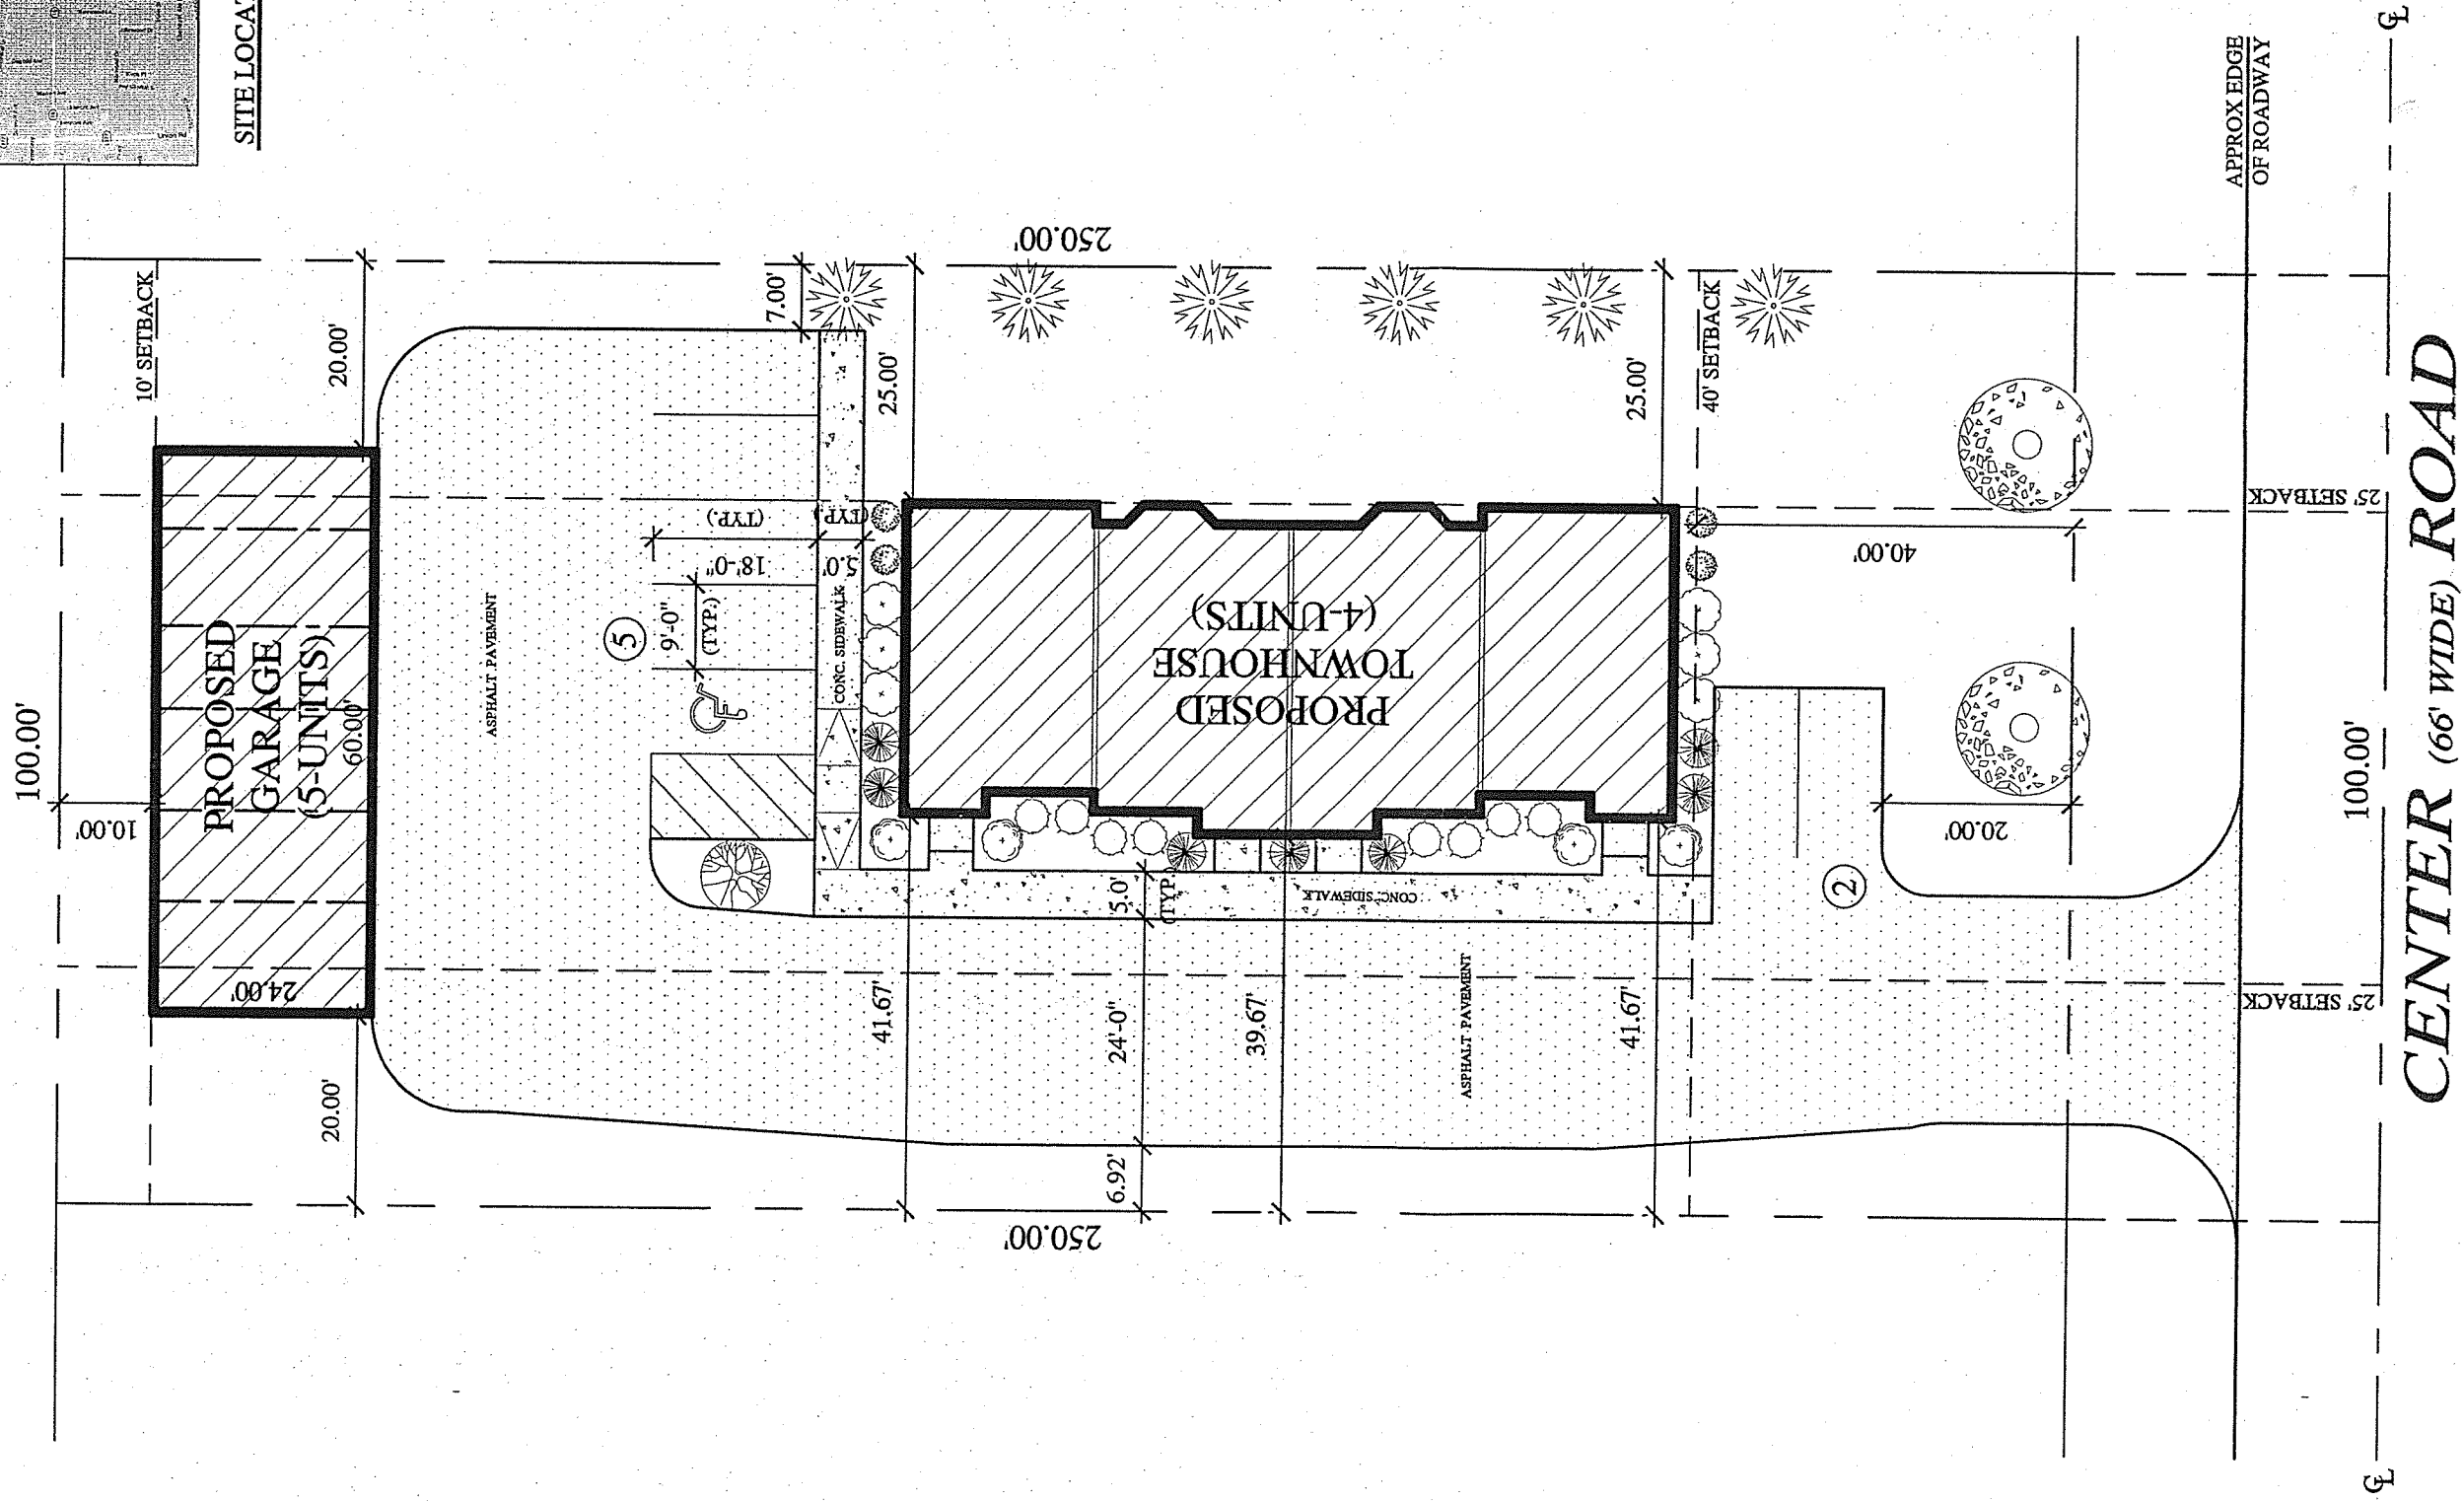 SITE LOCAT
100.00'
10' SETBACK
10.00'
20.00'
PROPOSED
GARAGE
(5-UNITS)
60.00'
24.00'
20.00'
250.00'
7.00'
ASPHALT PAVEMENT
5
9'-0"
(TYP.)
18'-0"
(TYP.)
5.0'
(TYP.)
CONC. SIDEWALK
25.00'
25.00'
40' SETBACK
PROPOSED
TOWNHOUSE
(4-UNITS)
5.0'
(TYP.)
CONC. SIDEWALK
41.67'
24'-0"
39.67'
41.67'
ASPHALT PAVEMENT
6.92'
250.00'
2
40.00'
20.00'
APPROX EDGE
OF ROADWAY
25' SETBACK
25' SETBACK
100.00'
CL
CL
CENTER (66' WIDE) ROAD